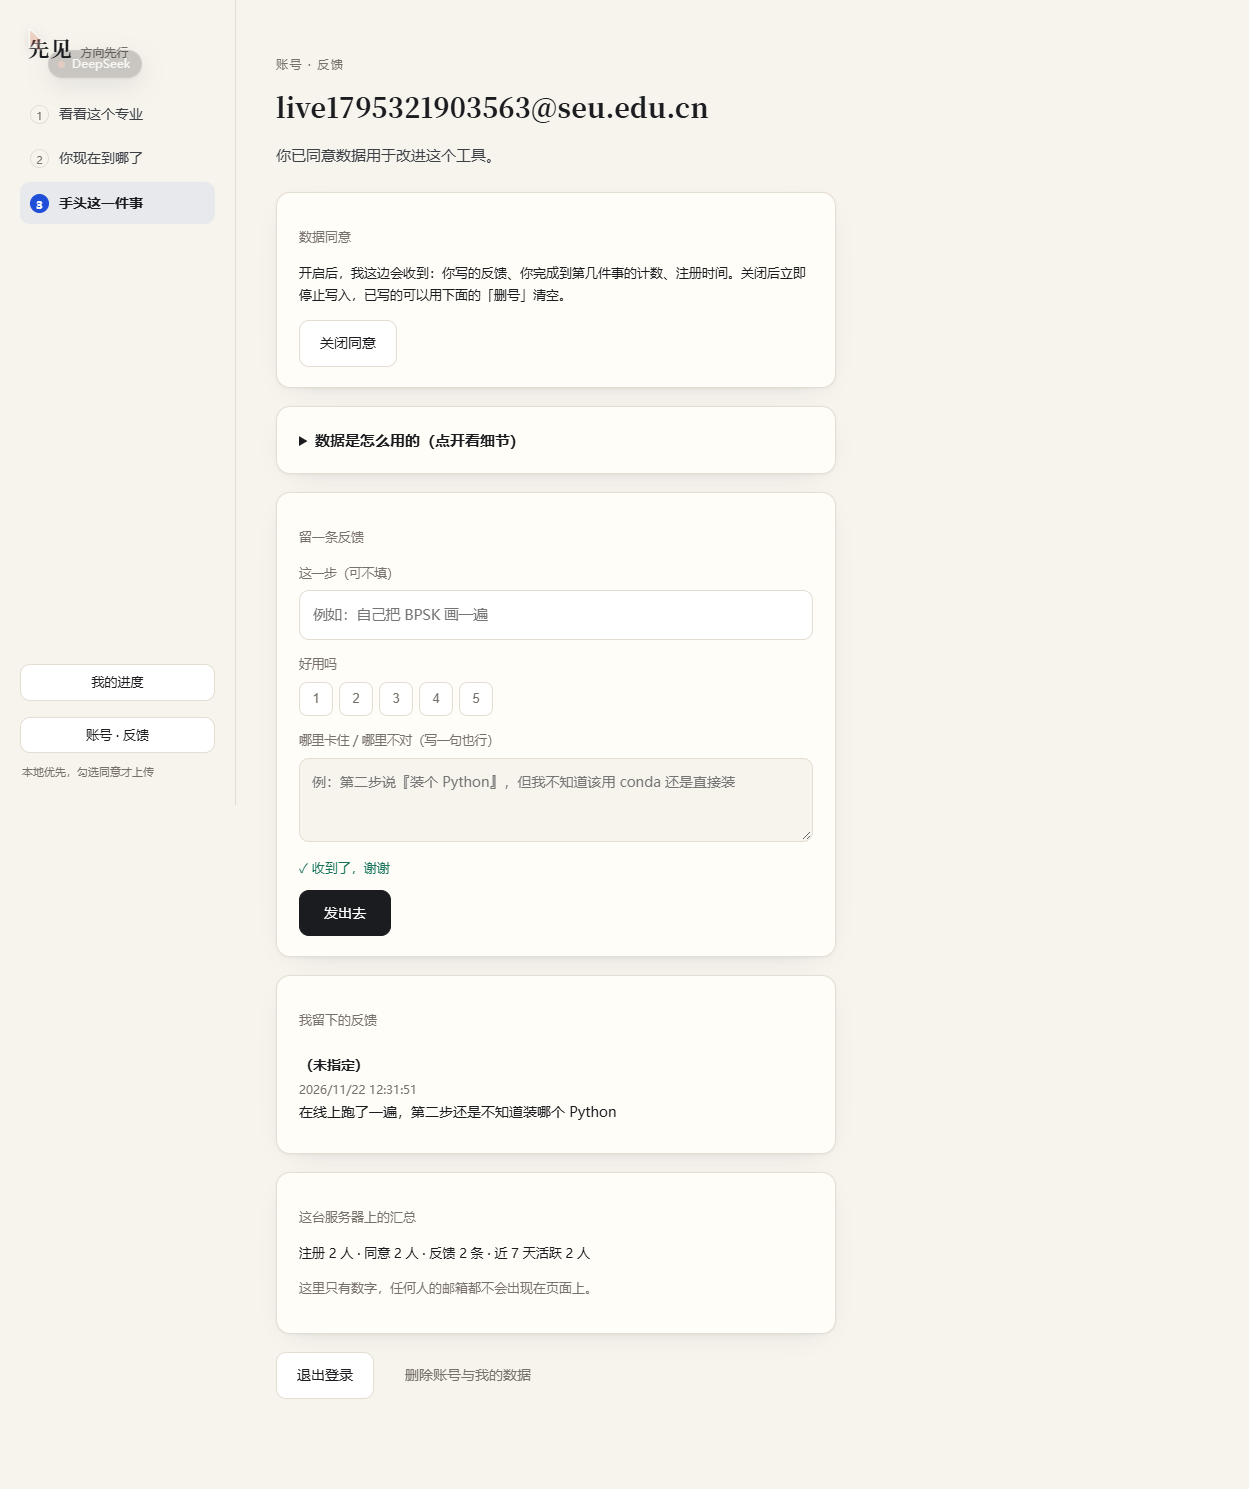 先见 方向先行
DeepSeek
1 看看这个专业
2 你现在到哪了
3 手头这一件事
我的进度
账号 · 反馈
本地优先，勾选同意才上传
账号 · 反馈
live1795321903563@seu.edu.cn
你已同意数据用于改进这个工具。
数据同意
开启后，我这边会收到：你写的反馈、你完成到第几件事的计数、注册时间。关闭后立即
停止写入，已写的可以用下面的「删号」清空。
关闭同意
数据是怎么用的（点开看细节）
留一条反馈
这一步（可不填）
例如：自己把 BPSK 画一遍
好用吗
1 2 3 4 5
哪里卡住 / 哪里不对（写一句也行）
例：第二步说『装个 Python』，但我不知道该用 conda 还是直接装
✓ 收到了，谢谢
发出去
我留下的反馈
（未指定）
2026/11/22 12:31:51
在线上跑了一遍，第二步还是不知道装哪个 Python
这台服务器上的汇总
注册 2 人 · 同意 2 人 · 反馈 2 条 · 近 7 天活跃 2 人
这里只有数字，任何人的邮箱都不会出现在页面上。
退出登录 删除账号与我的数据